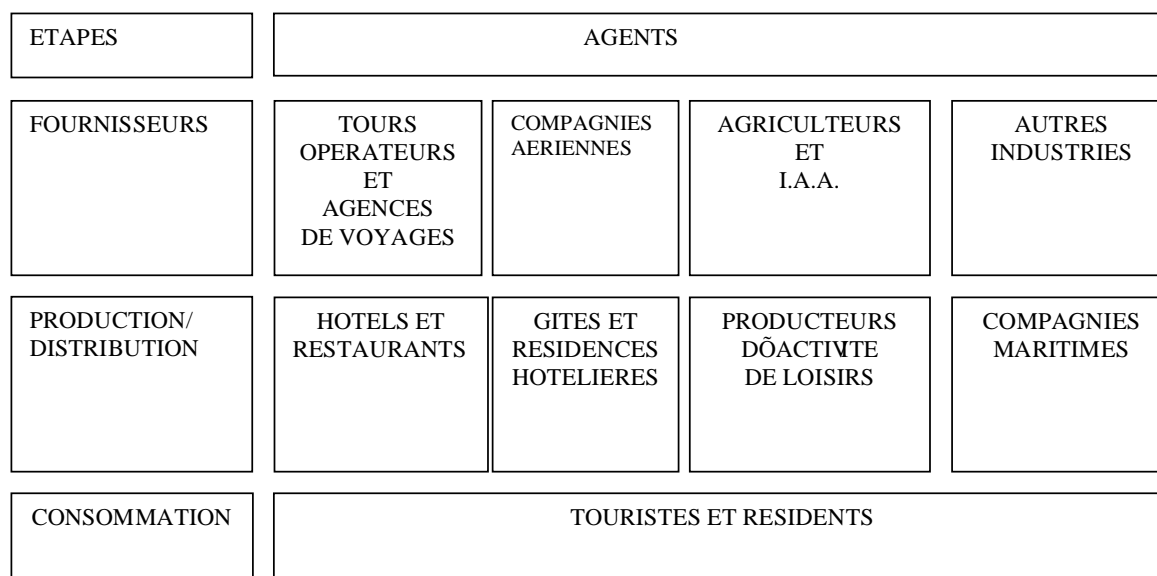 ETAPES
AGENTS
FOURNISSEURS
TOURS
OPERATEURS
ET
AGENCES
DE VOYAGES
COMPAGNIES
AERIENNES
AGRICULTEURS
ET
I.A.A.
AUTRES
INDUSTRIES
PRODUCTION/
DISTRIBUTION
HOTELS ET
RESTAURANTS
GITES ET
RESIDENCES
HOTELIERES
PRODUCTEURS
DÕACTIVITE
DE LOISIRS
COMPAGNIES
MARITIMES
CONSOMMATION
TOURISTES ET RESIDENTS